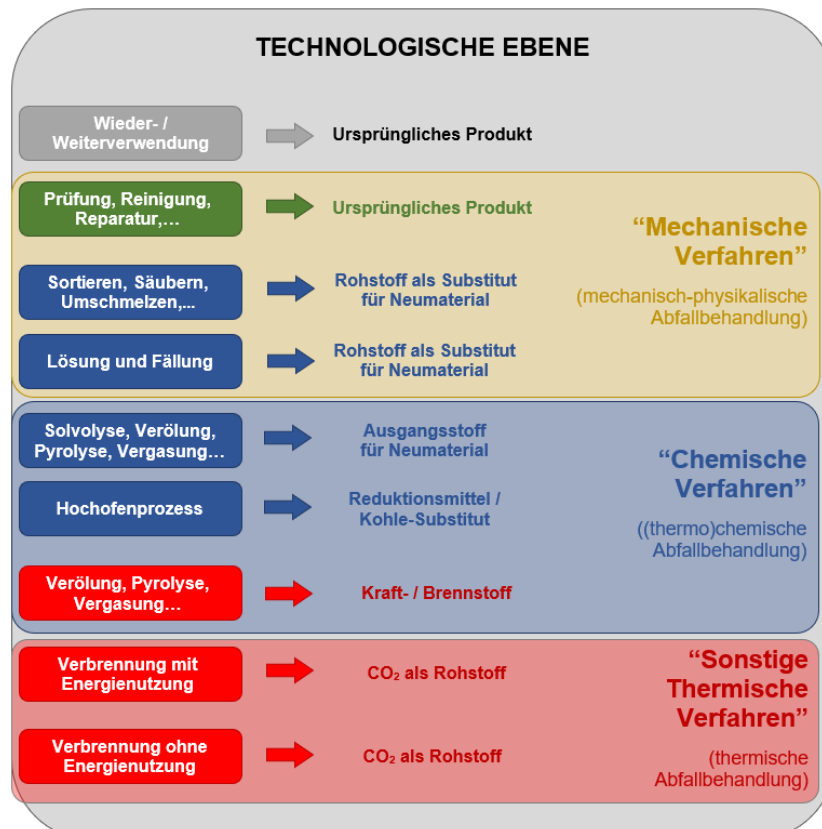 TECHNOLOGISCHE EBENE
Wieder- /
Weiterverwendung
Ursprüngliches Produkt
Prüfung, Reinigung,
Reparatur,…
Ursprüngliches Produkt
“Mechanische
Verfahren”
(mechanisch-physikalische
Abfallbehandlung)
Sortieren, Säubern,
Umschmelzen,...
Rohstoff als Substitut
für Neumaterial
Lösung und Fällung
Rohstoff als Substitut
für Neumaterial
Solvolyse, Verölung,
Pyrolyse, Vergasung…
Ausgangsstoff
für Neumaterial
“Chemische
Verfahren”
((thermo)chemische
Abfallbehandlung)
Hochofenprozess
Reduktionsmittel /
Kohle-Substitut
Verölung, Pyrolyse,
Vergasung…
Kraft- / Brennstoff
Verbrennung mit
Energienutzung
CO₂ als Rohstoff
“Sonstige
Thermische
Verfahren”
(thermische
Abfallbehandlung)
Verbrennung ohne
Energienutzung
CO₂ als Rohstoff